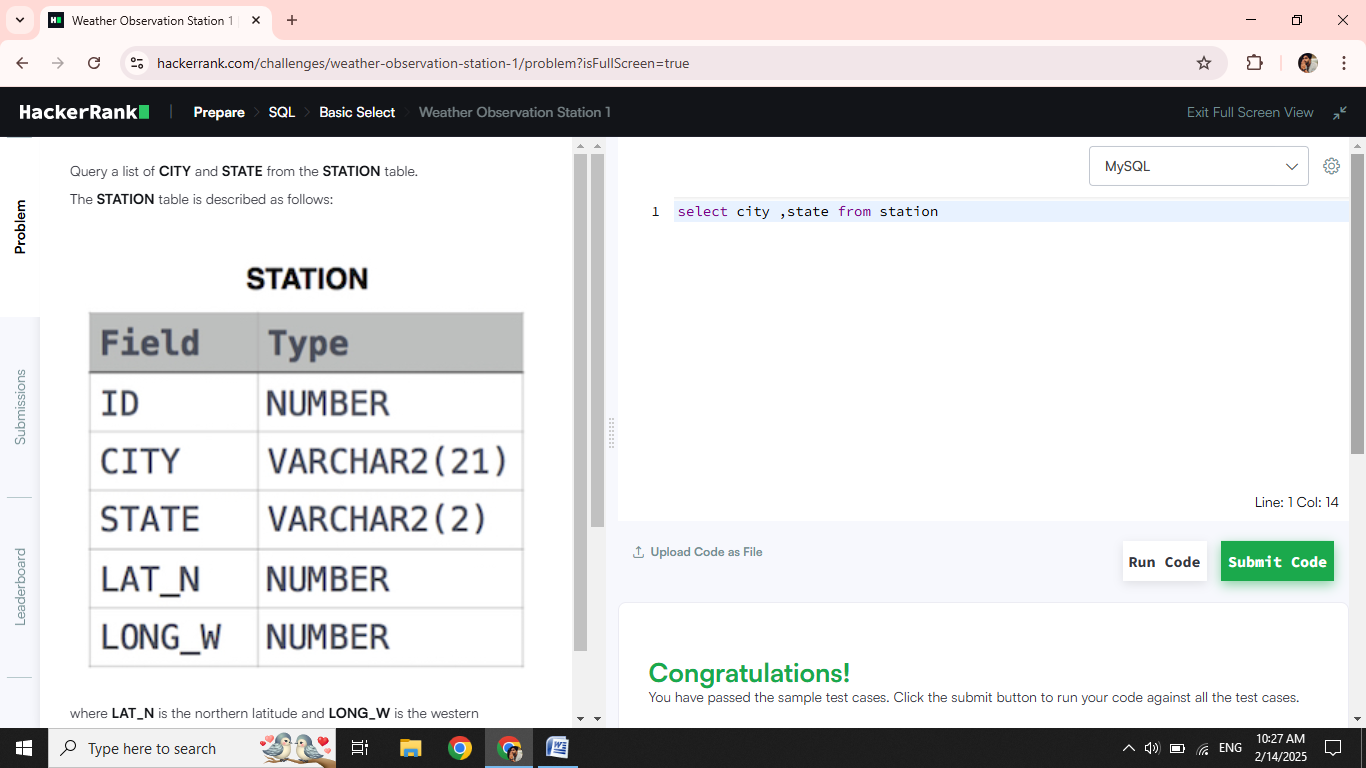 Weather Observation Station 1
hackerrank.com/challenges/weather-observation-station-1/problem?isFullScreen=true
HackerRank
Prepare > SQL > Basic Select > Weather Observation Station 1
Exit Full Screen View
Problem
Submissions
Leaderboard
Query a list of CITY and STATE from the STATION table.
The STATION table is described as follows:
STATION
Field Type
ID NUMBER
CITY VARCHAR2(21)
STATE VARCHAR2(2)
LAT_N NUMBER
LONG_W NUMBER
where LAT_N is the northern latitude and LONG_W is the western
MySQL
1 select city ,state from station
Line: 1 Col: 14
Upload Code as File
Run Code
Submit Code
Congratulations!
You have passed the sample test cases. Click the submit button to run your code against all the test cases.
Type here to search
ENG
10:27 AM
2/14/2025